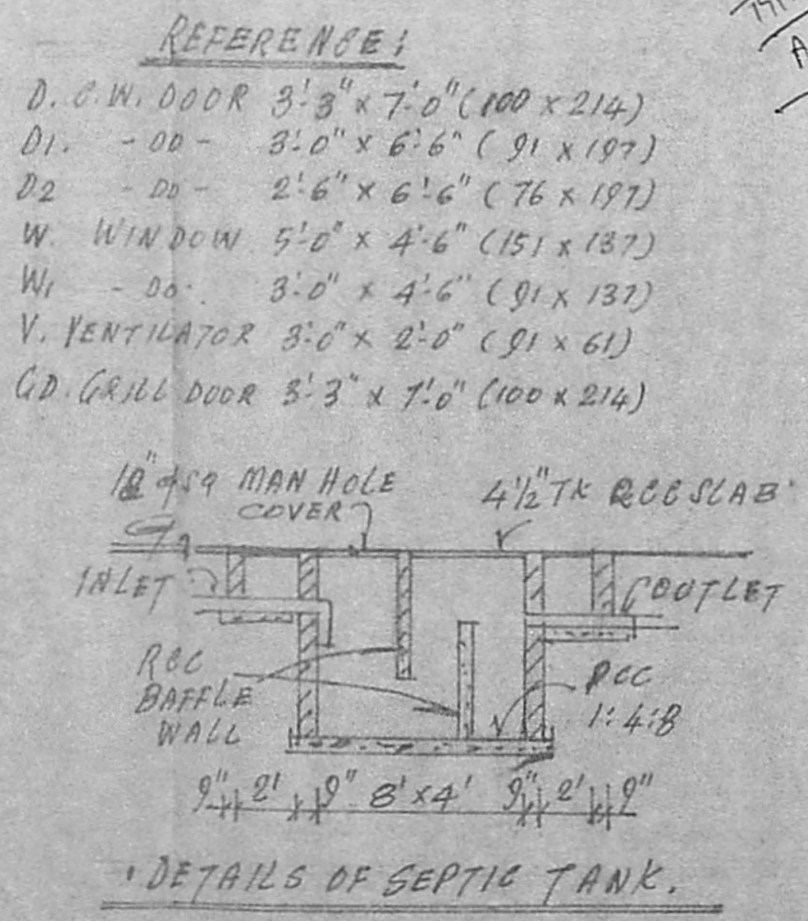 REFERENCE:
D. C.W. DOOR 3'-3" x 7'-0" (100 x 214)
D1. - DO - 3'-0" x 6'-6" (91 x 197)
D2 - DO - 2'-6" x 6'-6" (76 x 197)
W. WINDOW 5'-0" x 4'-6" (151 x 137)
W1 - DO - 3'-0" x 4'-6" (91 x 137)
V. VENTILATOR 3'-0" x 2'-0" (91 x 61)
GD. GRILL DOOR 3'-3" x 7'-0" (100 x 214)
SQ MAN HOLE
COVER
4½" TK RCC SLAB
INLET
OUTLET
RCC
BAFFLE
WALL
PCC
1:4:8
9" 2' 9" 8'x4' 9" 2' 9"
DETAILS OF SEPTIC TANK.